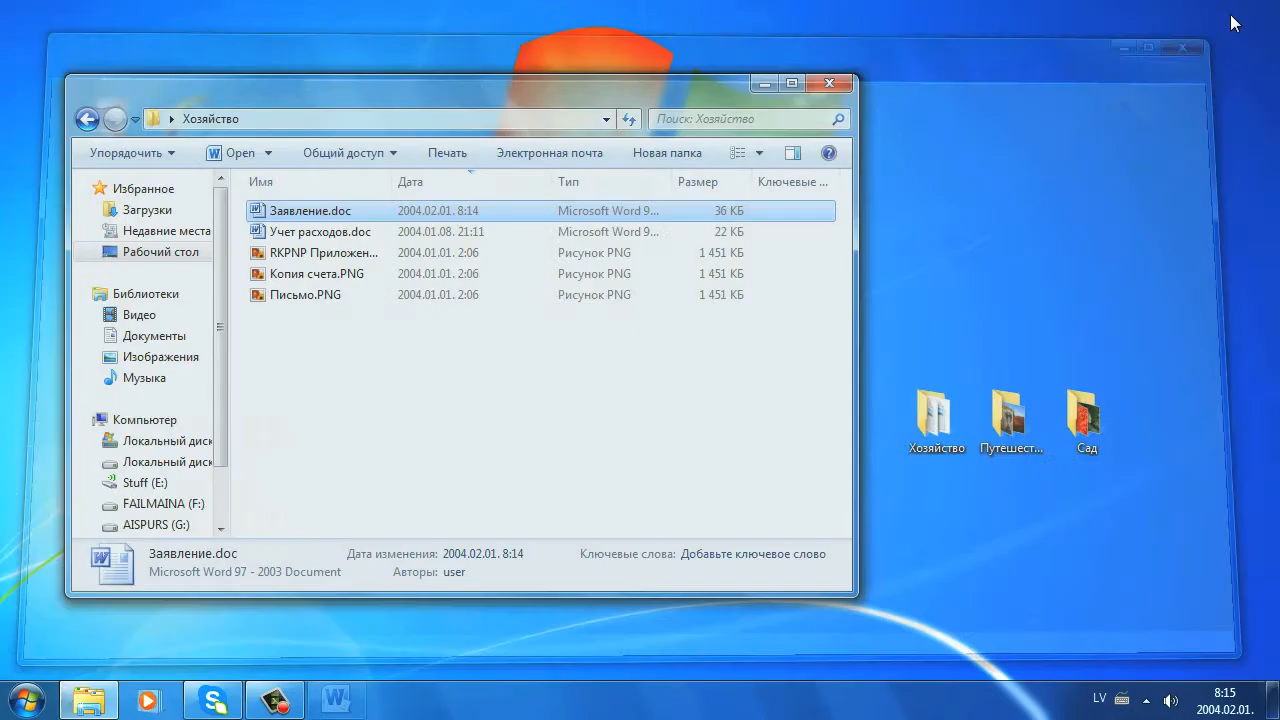 Хозяйство
Поиск: Хозяйство
Упорядочить
Open
Общий доступ
Печать
Электронная почта
Новая папка
Избранное
Загрузки
Недавние места
Рабочий стол
Библиотеки
Видео
Документы
Изображения
Музыка
Компьютер
Локальный диск
Локальный диск
Stuff (E:)
FAILMAINA (F:)
AISPURS (G:)
Имя Дата Тип Размер Ключевые ...
Заявление.doc 2004.02.01. 8:14 Microsoft Word 9... 36 КБ
Учет расходов.doc 2004.01.08. 21:11 Microsoft Word 9... 22 КБ
RKPNP Приложен... 2004.01.01. 2:06 Рисунок PNG 1 451 КБ
Копия счета.PNG 2004.01.01. 2:06 Рисунок PNG 1 451 КБ
Письмо.PNG 2004.01.01. 2:06 Рисунок PNG 1 451 КБ
Заявление.doc Дата изменения: 2004.02.01. 8:14 Ключевые слова: Добавьте ключевое слово
Microsoft Word 97 - 2003 Document Авторы: user
Хозяйство
Путешест...
Сад
LV
8:15
2004.02.01.